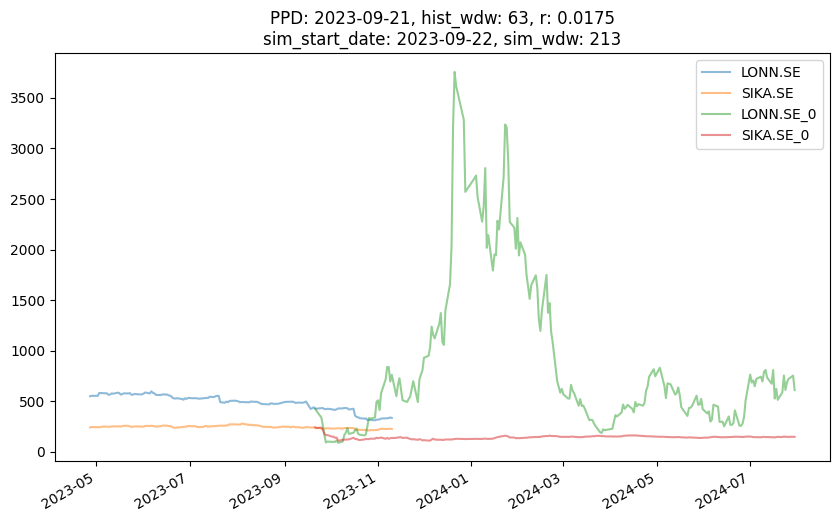 PPD: 2023-09-21, hist_wdw: 63, r: 0.0175
sim_start_date: 2023-09-22, sim_wdw: 213
LONN.SE
SIKA.SE
LONN.SE_0
SIKA.SE_0
3500
3000
2500
2000
1500
1000
500
0
2023-05
2023-07
2023-09
2023-11
2024-01
2024-03
2024-05
2024-07